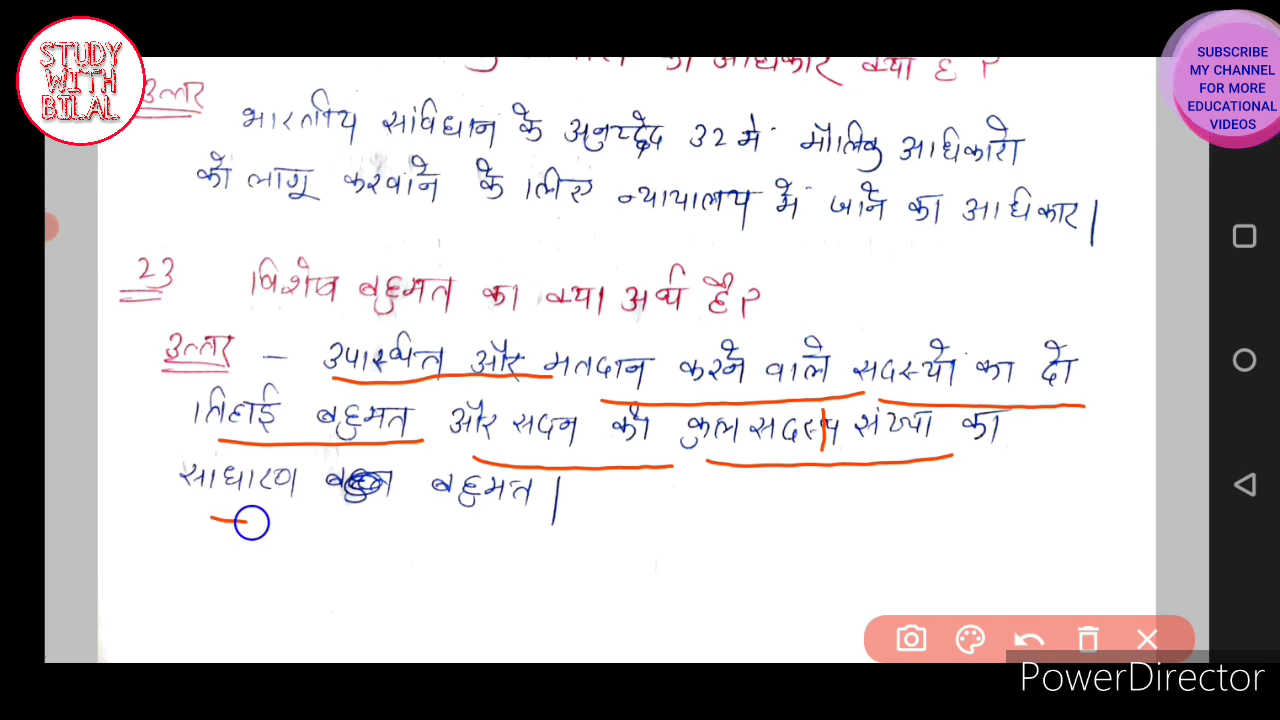 STUDY
WITH
BILAL
SUBSCRIBE
MY CHANNEL
FOR MORE
EDUCATIONAL
VIDEOS
का अधिकार क्या है ?
उत्तर
भारतीय संविधान के अनुच्छेद 32 में मौलिक अधिकारो
को लागू करवाने के लिए न्यायालय में जाने का अधिकार|
23 विशेष बहुमत का क्या अर्थ है?
उत्तर – उपस्थित और मतदान करने वाले सदस्यों का दो
तिहाई बहुमत और सदन की कुल सदस्य संख्या का
साधारण बहुमत|
PowerDirector